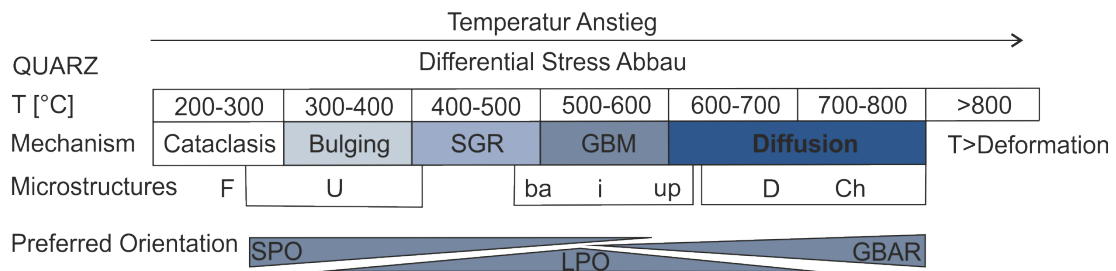 Temperatur Anstieg
QUARZ Differential Stress Abbau
T [°C] 200-300 300-400 400-500 500-600 600-700 700-800 >800
Mechanism Cataclasis Bulging SGR GBM Diffusion T>Deformation
Microstructures F U ba i up D Ch
Preferred Orientation SPO LPO GBAR